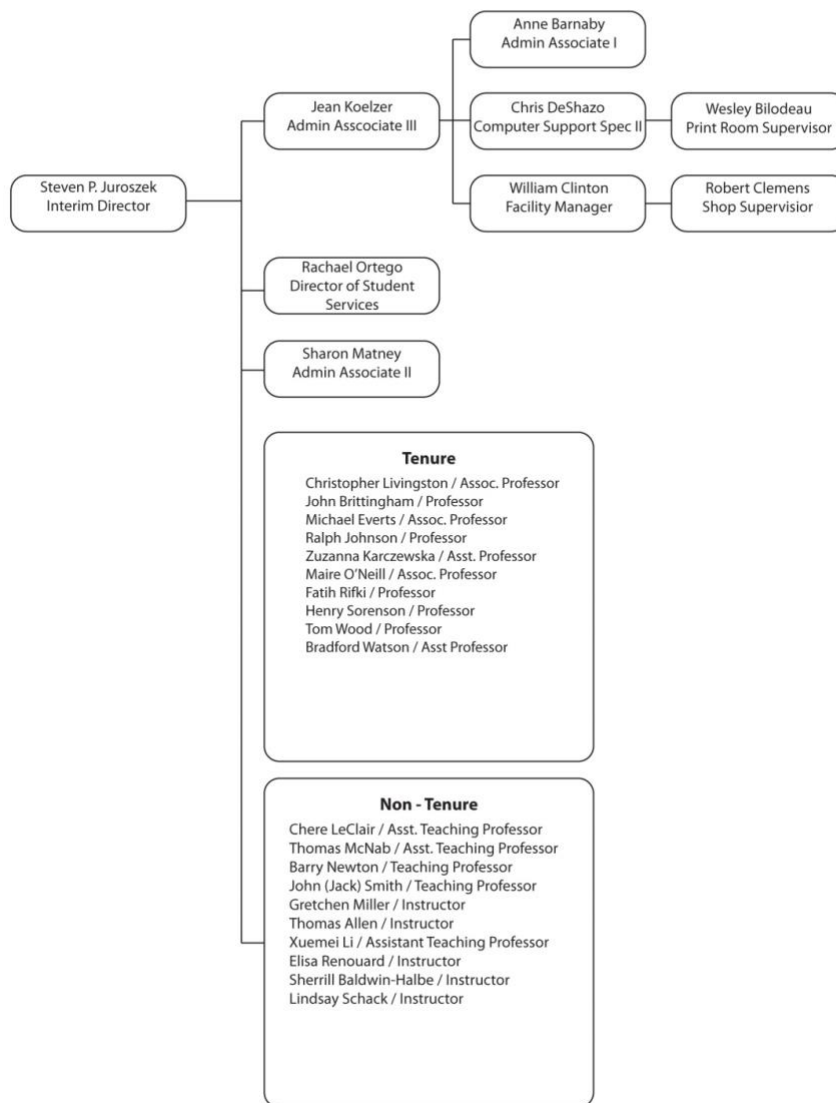 Anne Barnaby
Admin Associate I
Jean Koelzer
Admin Asscociate III
Chris DeShazo
Computer Support Spec II
Wesley Bilodeau
Print Room Supervisor
Steven P. Juroszek
Interim Director
William Clinton
Facility Manager
Robert Clemens
Shop Supervisior
Rachael Ortego
Director of Student
Services
Sharon Matney
Admin Associate II
Tenure
Christopher Livingston / Assoc. Professor
John Brittingham / Professor
Michael Everts / Assoc. Professor
Ralph Johnson / Professor
Zuzanna Karczewska / Asst. Professor
Maire O’Neill / Assoc. Professor
Fatih Rifki / Professor
Henry Sorenson / Professor
Tom Wood / Professor
Bradford Watson / Asst Professor
Non - Tenure
Chere LeClair / Asst. Teaching Professor
Thomas McNab / Asst. Teaching Professor
Barry Newton / Teaching Professor
John (Jack) Smith / Teaching Professor
Gretchen Miller / Instructor
Thomas Allen / Instructor
Xuemei Li / Assistant Teaching Professor
Elisa Renouard / Instructor
Sherrill Baldwin-Halbe / Instructor
Lindsay Schack / Instructor